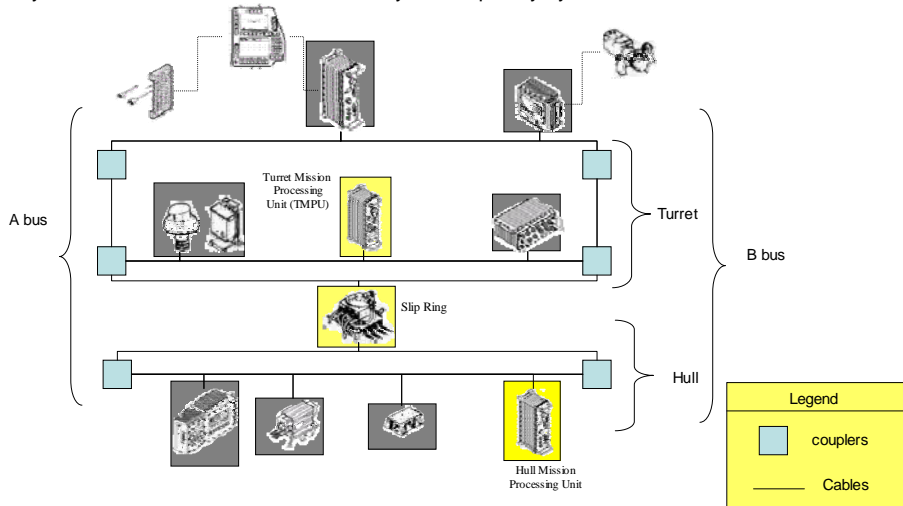 Turret Mission
Processing
Unit (TMPU)
Turret
A bus
B bus
Slip Ring
Hull
Legend
couplers
Hull Mission
Processing Unit
Cables